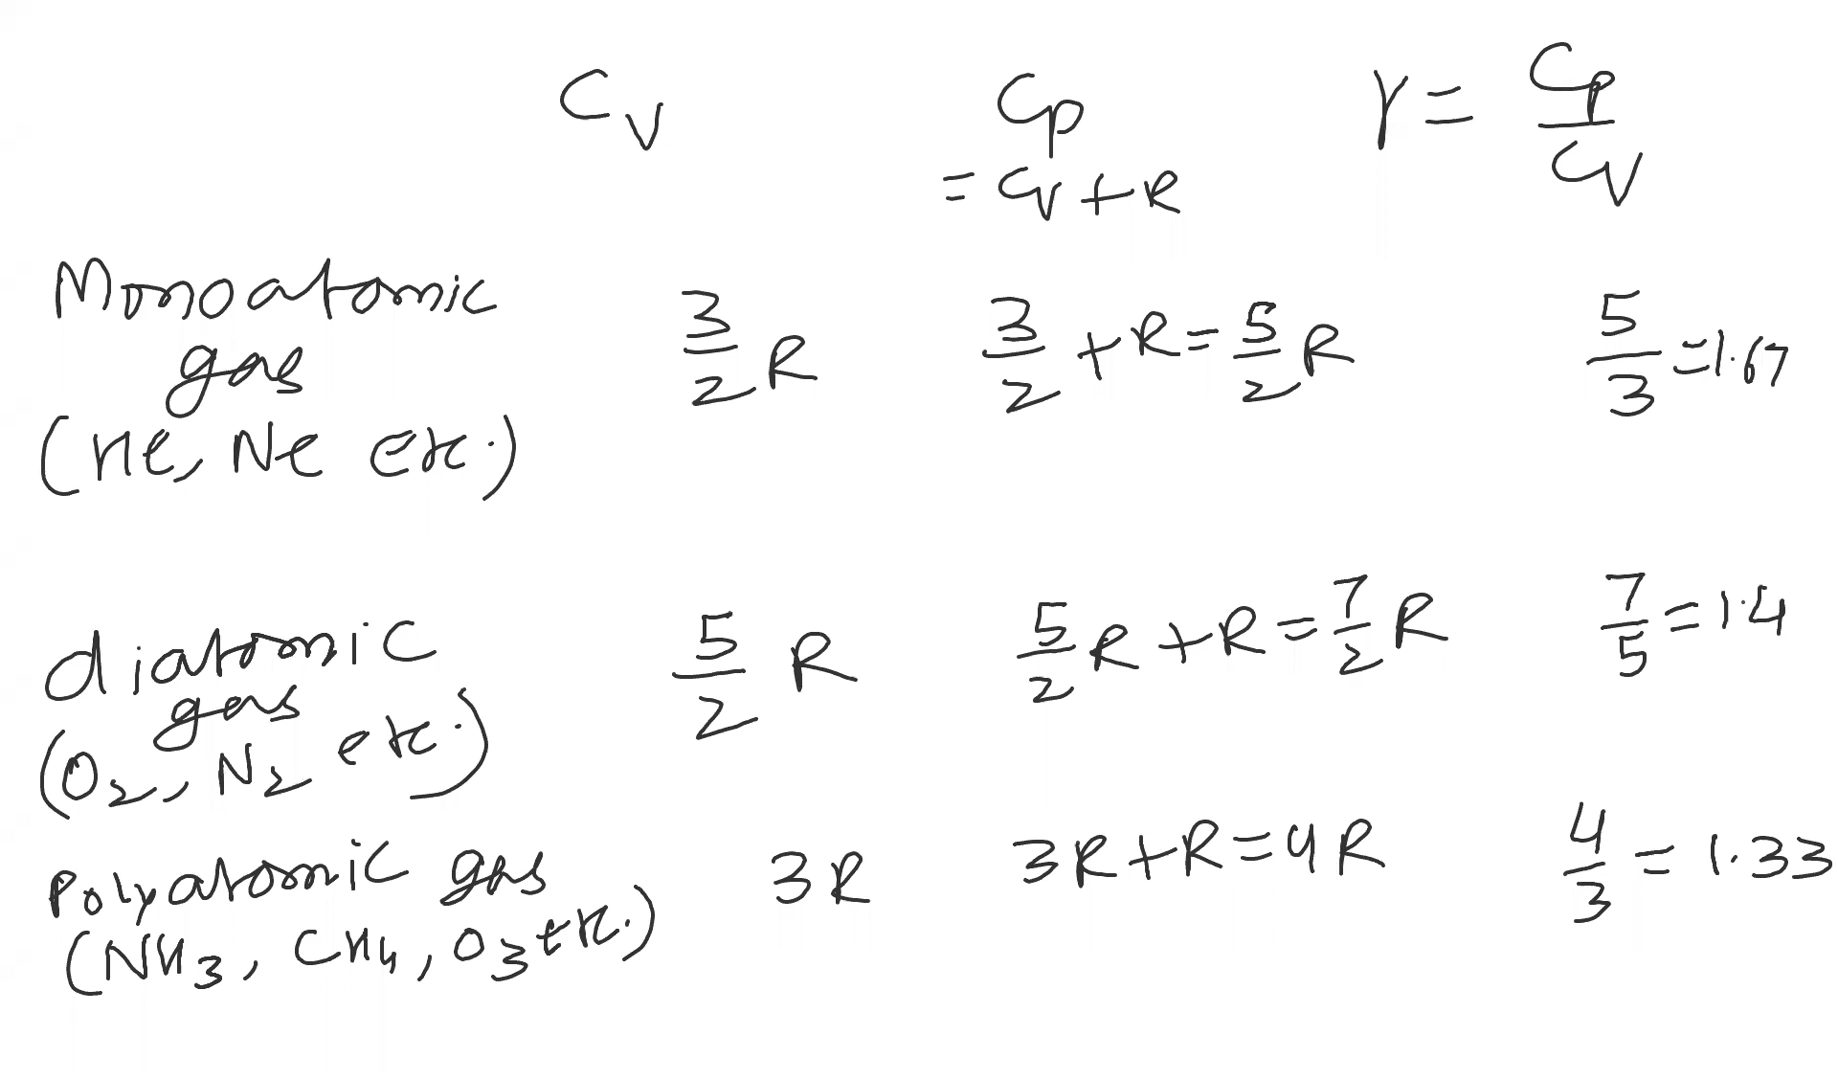 Cv Cp γ = Cp/Cv
= Cv + R
Monoatomic 3/2 R 3/2 + R = 5/2 R 5/3 = 1.67
gas
(He, Ne etc.)
diatomic 5/2 R 5/2 R + R = 7/2 R 7/5 = 1.4
gas
(O2, N2 etc.)
Polyatomic gas 3R 3R + R = 4R 4/3 = 1.33
(NH3, CH4, O3 etc.)